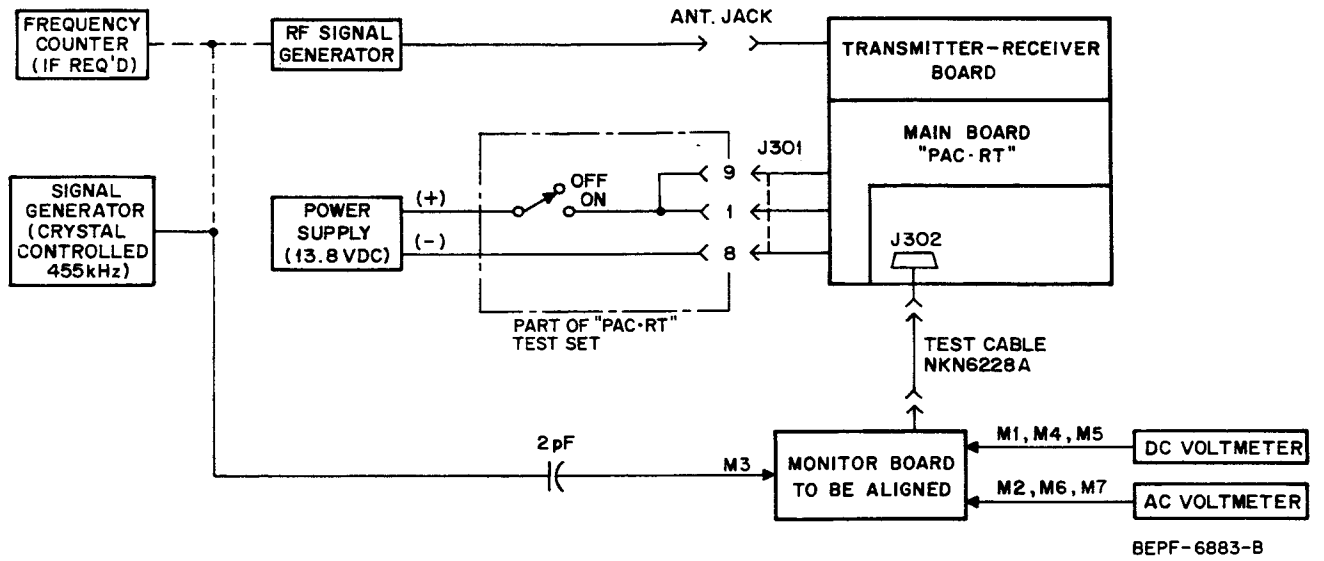 FREQUENCY
COUNTER
(IF REQ'D)
RF SIGNAL
GENERATOR
ANT. JACK
TRANSMITTER-RECEIVER
BOARD
MAIN BOARD
"PAC-RT"
J301
9
1
8
OFF
ON
SIGNAL
GENERATOR
(CRYSTAL
CONTROLLED
455kHz)
POWER
SUPPLY
(13.8 VDC)
(+)
(-)
J302
PART OF "PAC•RT"
TEST SET
TEST CABLE
NKN6228A
2pF
M3
MONITOR BOARD
TO BE ALIGNED
M1, M4, M5
DC VOLTMETER
M2, M6, M7
AC VOLTMETER
BEPF-6883-B